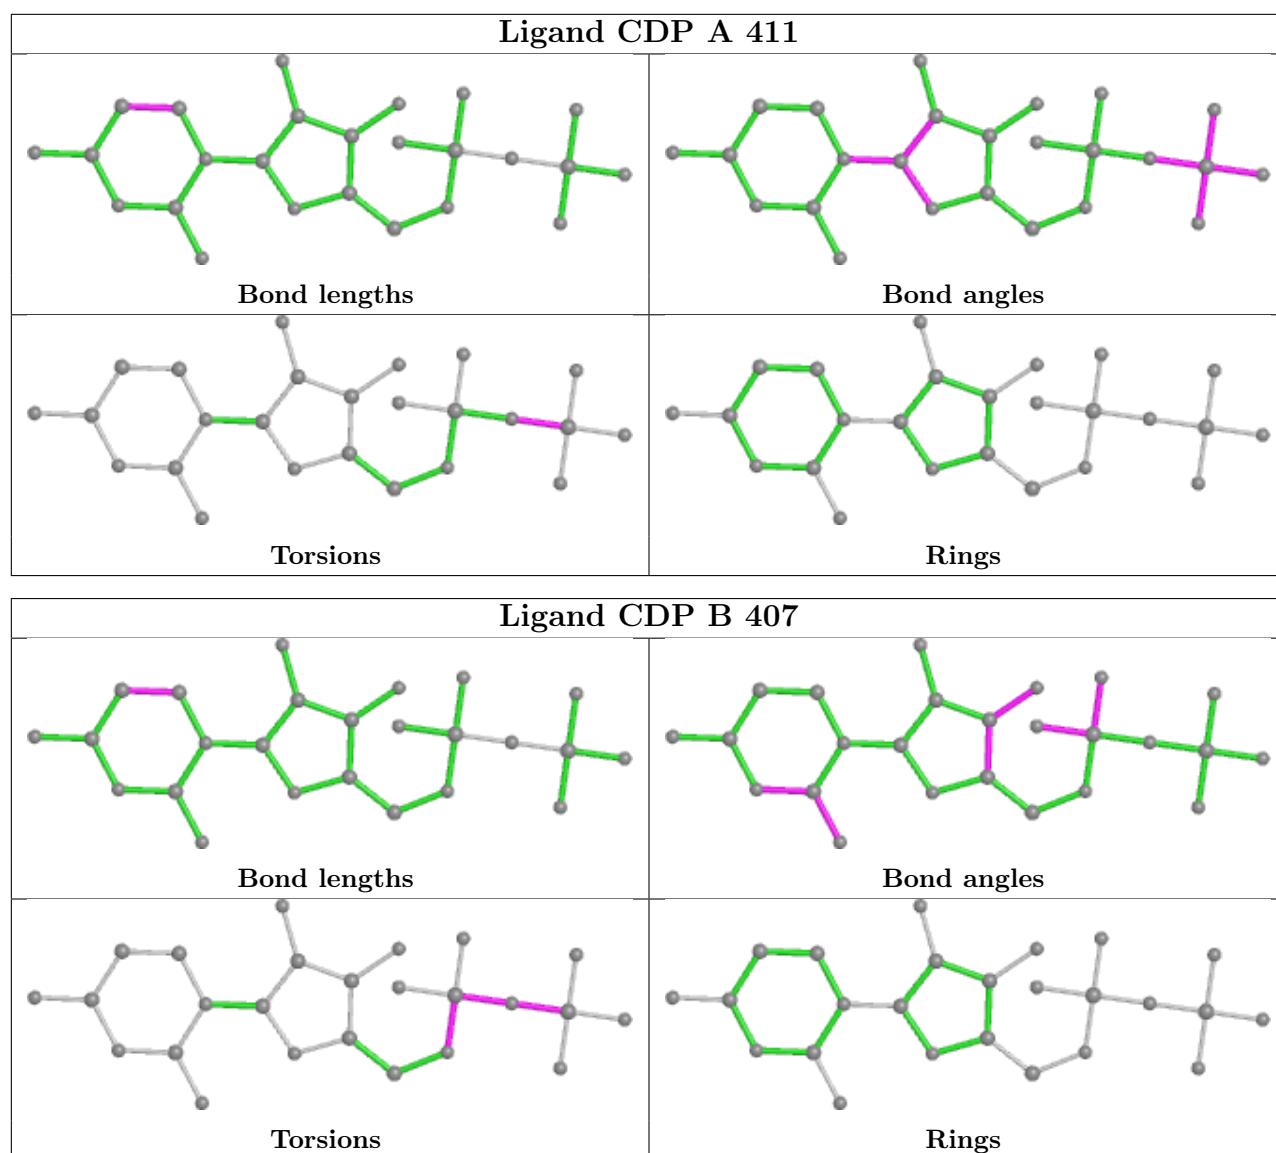 Ligand CDP A 411
Bond lengths
Bond angles
Torsions
Rings
Ligand CDP B 407
Bond lengths
Bond angles
Torsions
Rings